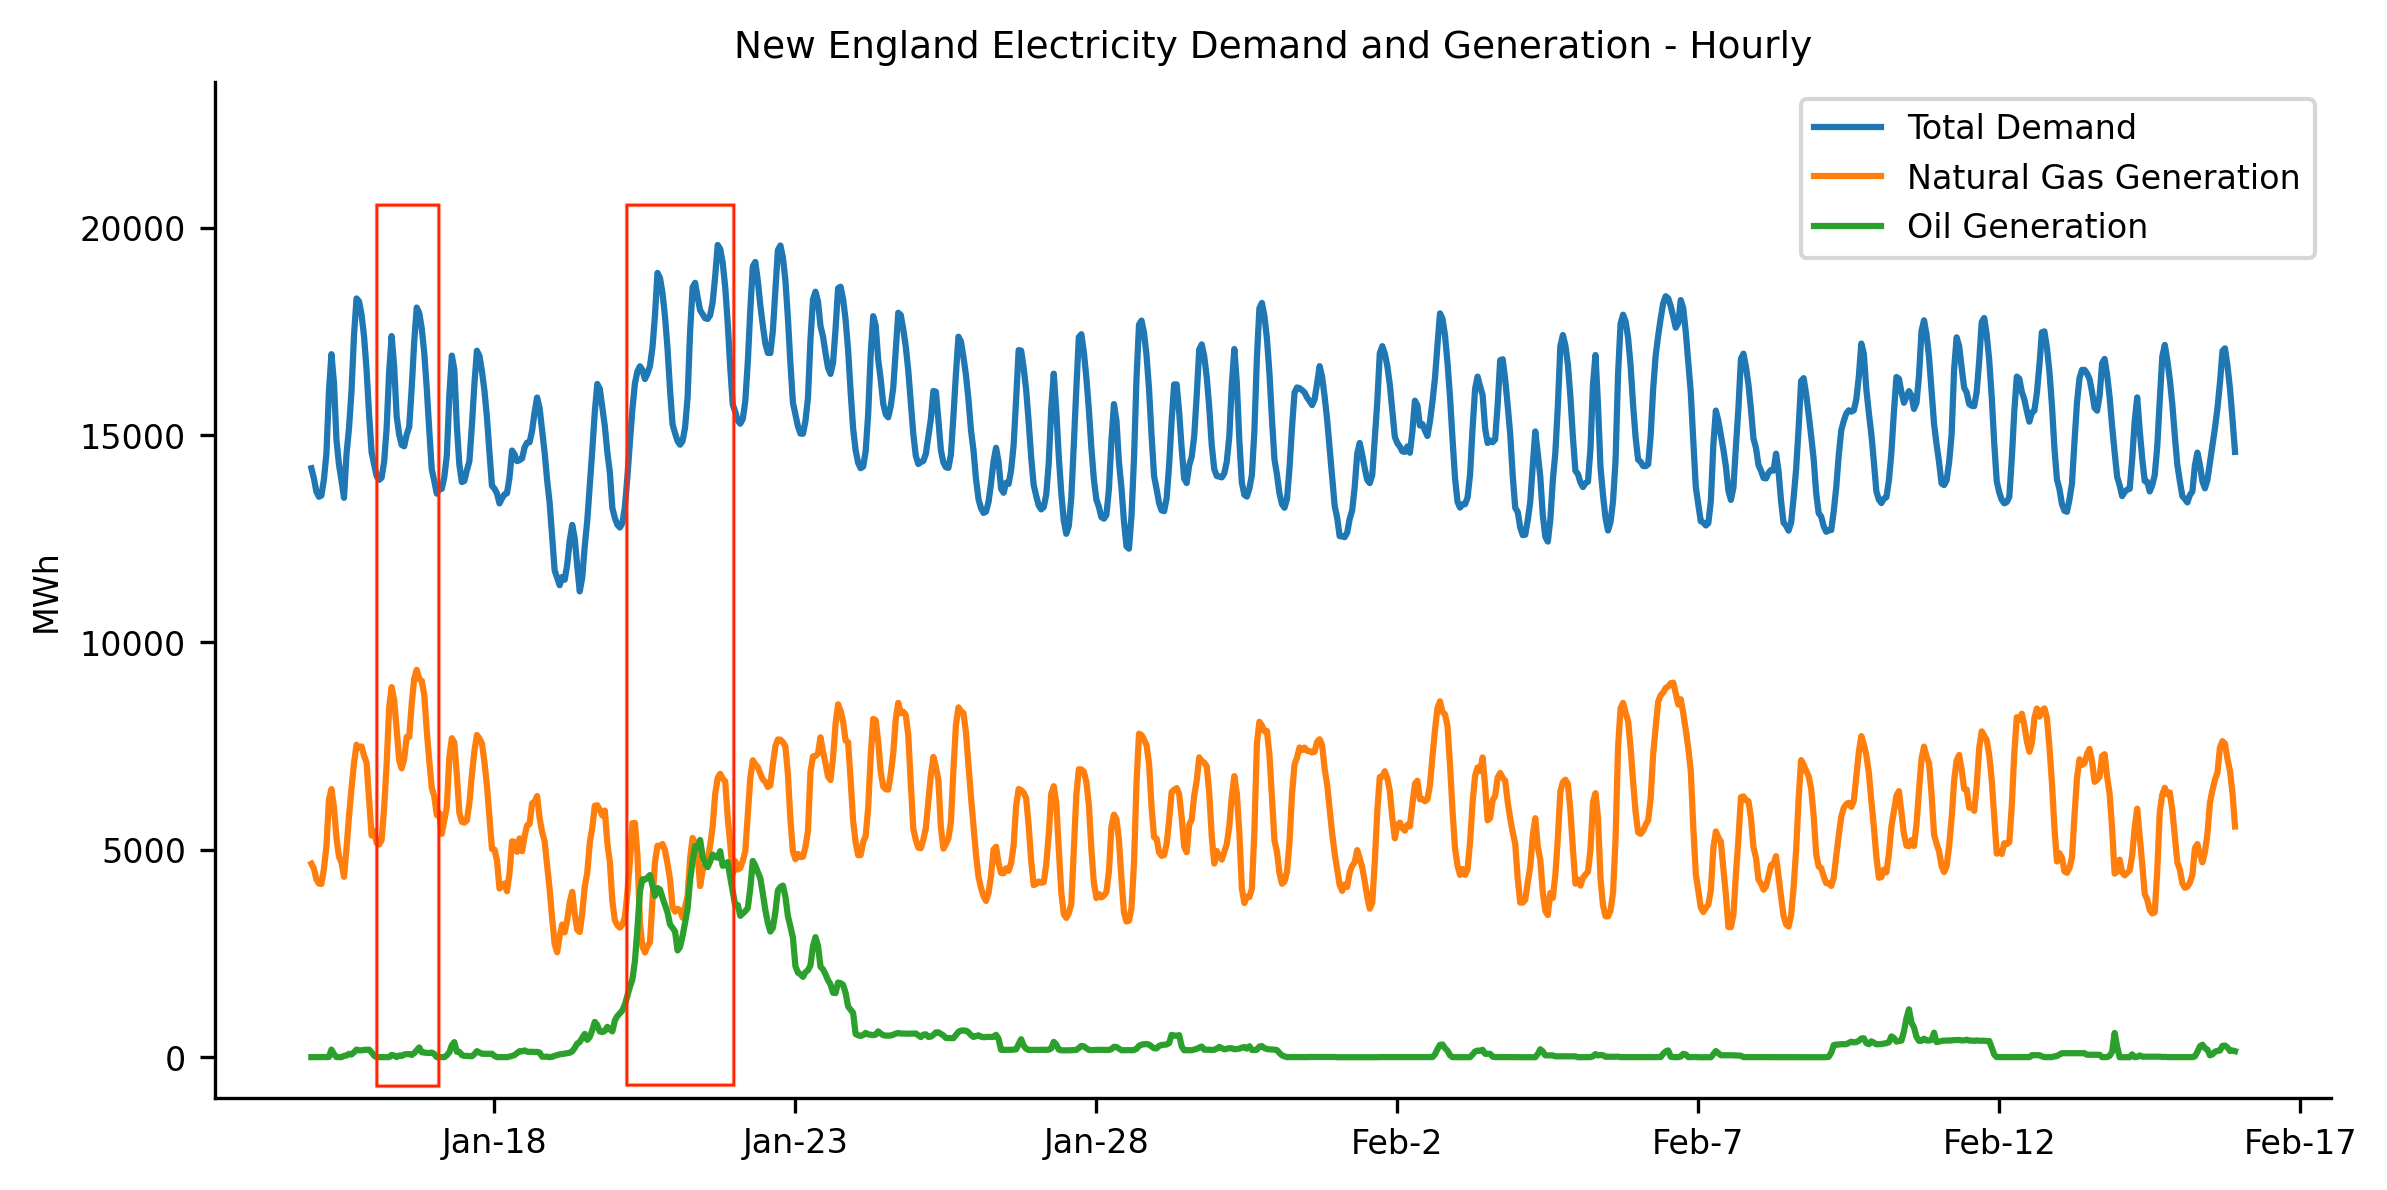 New England Electricity Demand and Generation - Hourly
Total Demand
Natural Gas Generation
Oil Generation
MWh
20000
15000
10000
5000
0
Jan-18 Jan-23 Jan-28 Feb-2 Feb-7 Feb-12 Feb-17